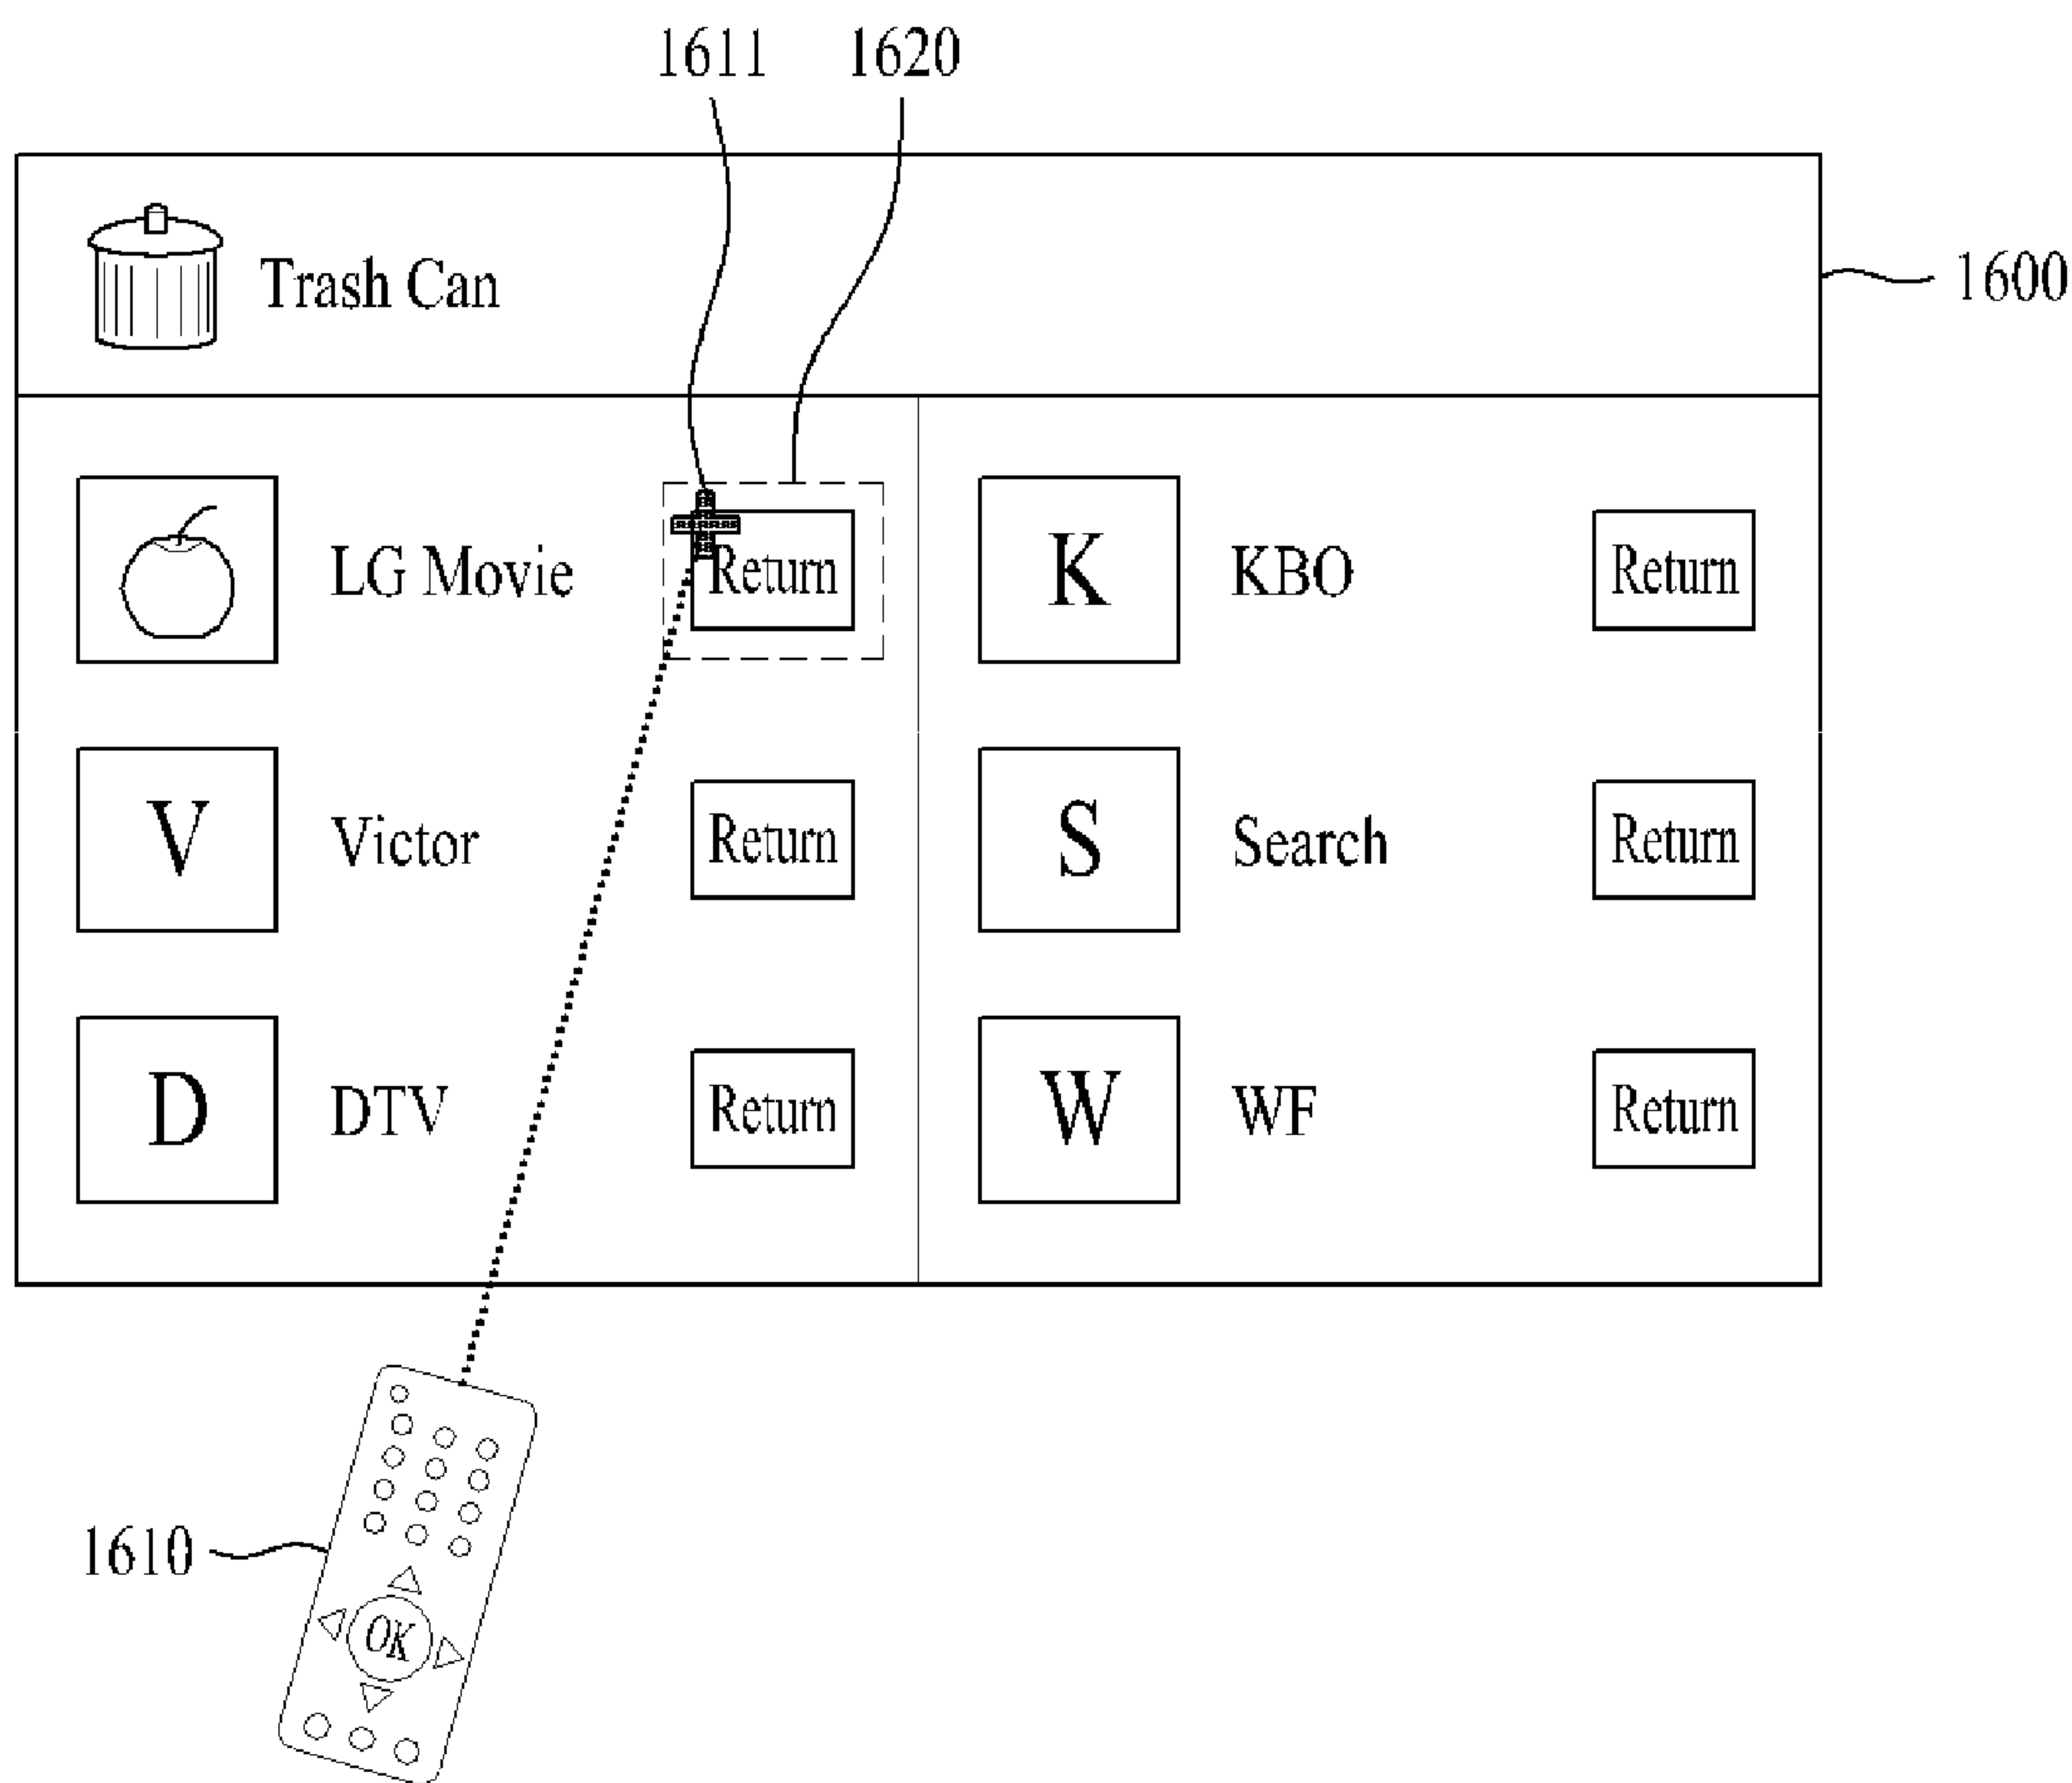 1611 1620
Trash Can
1600
LG Movie Return K KBO Return
V Victor Return S Search Return
D DTV Return W WF Return
1610
OK